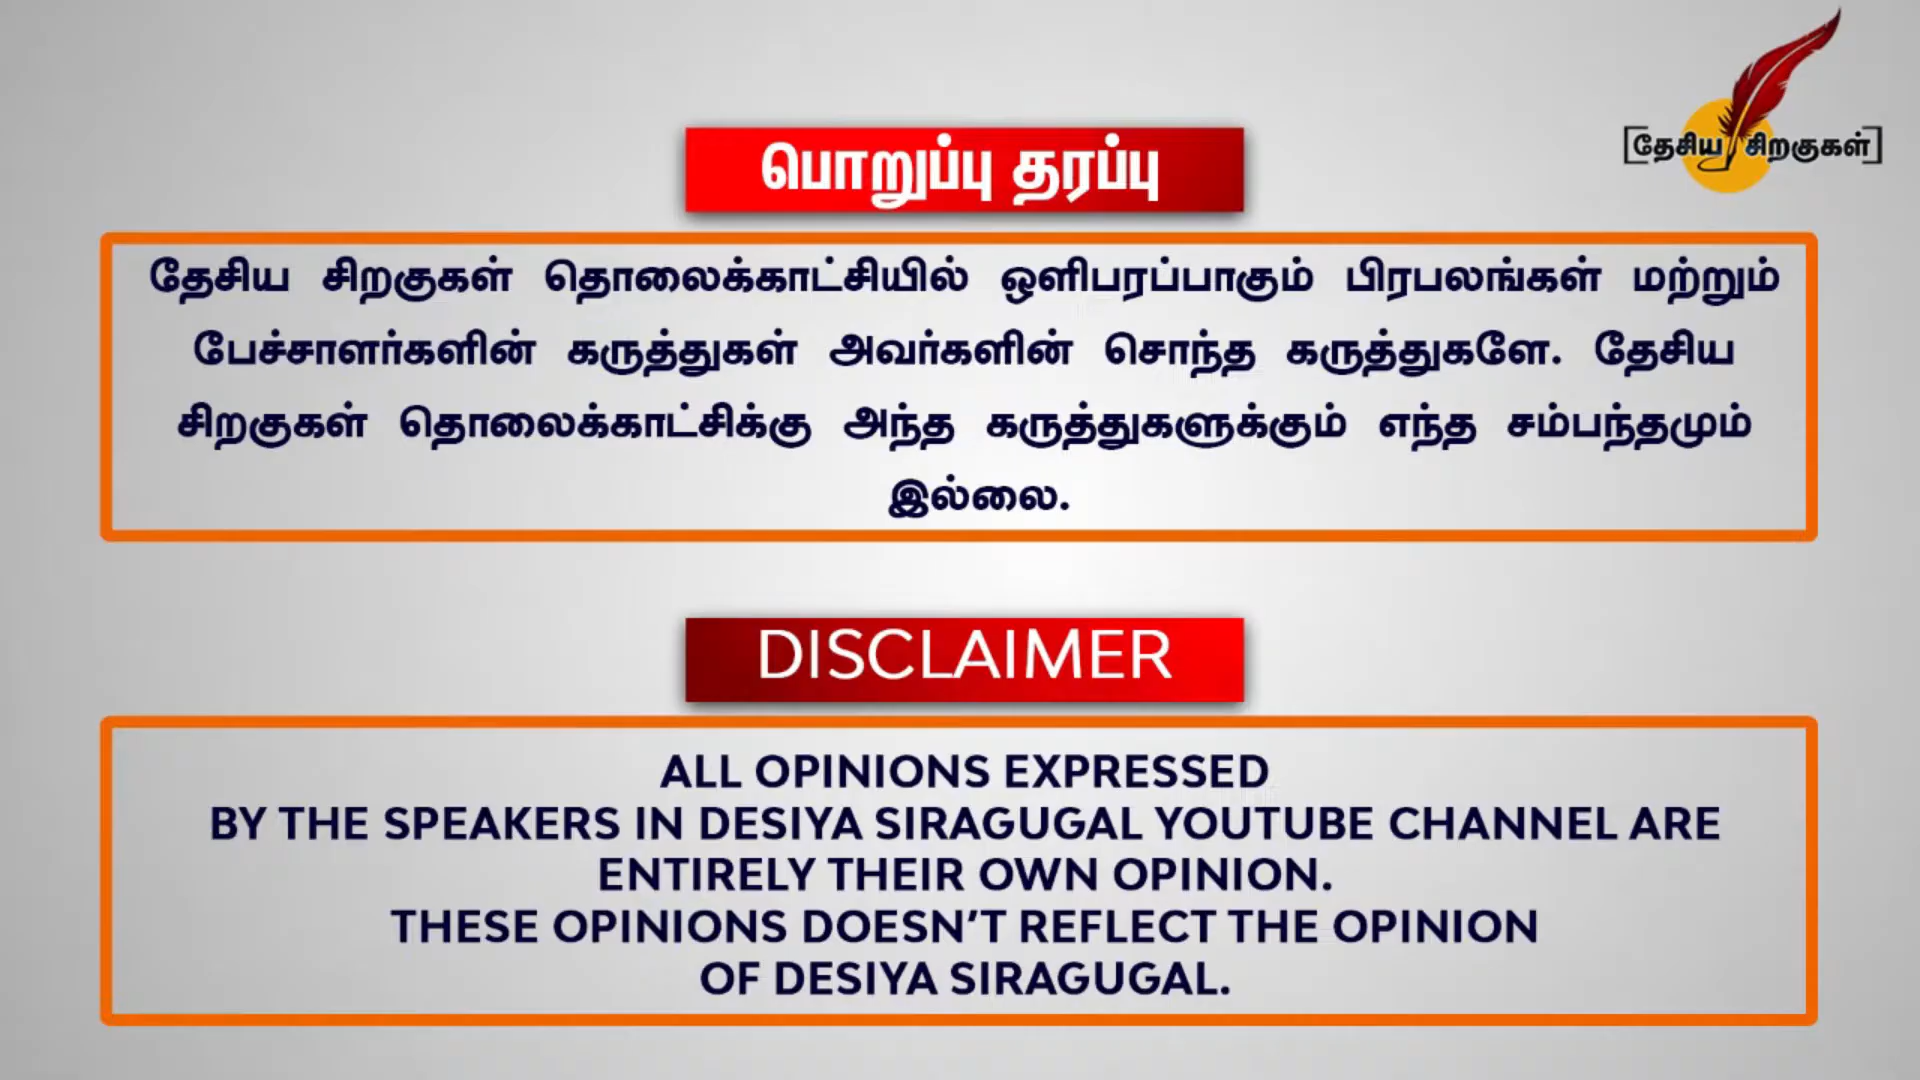 [தேசிய சிறகுகள்]
பொறுப்பு தரப்பு
தேசிய சிறகுகள் தொலைக்காட்சியில் ஒளிபரப்பாகும் பிரபலங்கள் மற்றும்
பேச்சாளர்களின் கருத்துகள் அவர்களின் சொந்த கருத்துகளே. தேசிய
சிறகுகள் தொலைக்காட்சிக்கு அந்த கருத்துகளுக்கும் எந்த சம்பந்தமும்
இல்லை.
DISCLAIMER
ALL OPINIONS EXPRESSED
BY THE SPEAKERS IN DESIYA SIRAGUGAL YOUTUBE CHANNEL ARE
ENTIRELY THEIR OWN OPINION.
THESE OPINIONS DOESN'T REFLECT THE OPINION
OF DESIYA SIRAGUGAL.